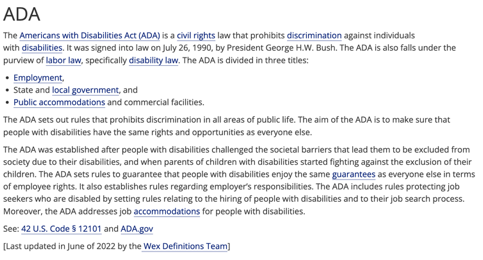 ADA
The Americans with Disabilities Act (ADA) is a civil rights law that prohibits discrimination against individuals
with disabilities. It was signed into law on July 26, 1990, by President George H.W. Bush. The ADA is also falls under the
purview of labor law, specifically disability law. The ADA is divided in three titles:
• Employment,
• State and local government, and
• Public accommodations and commercial facilities.
The ADA sets out rules that prohibits discrimination in all areas of public life. The aim of the ADA is to make sure that
people with disabilities have the same rights and opportunities as everyone else.
The ADA was established after people with disabilities challenged the societal barriers that lead them to be excluded from
society due to their disabilities, and when parents of children with disabilities started fighting against the exclusion of their
children. The ADA sets rules to guarantee that people with disabilities enjoy the same guarantees as everyone else in terms
of employee rights. It also establishes rules regarding employer's responsibilities. The ADA includes rules protecting job
seekers who are disabled by setting rules relating to the hiring of people with disabilities and to their job search process.
Moreover, the ADA addresses job accommodations for people with disabilities.
See: 42 U.S. Code § 12101 and ADA.gov
[Last updated in June of 2022 by the Wex Definitions Team]